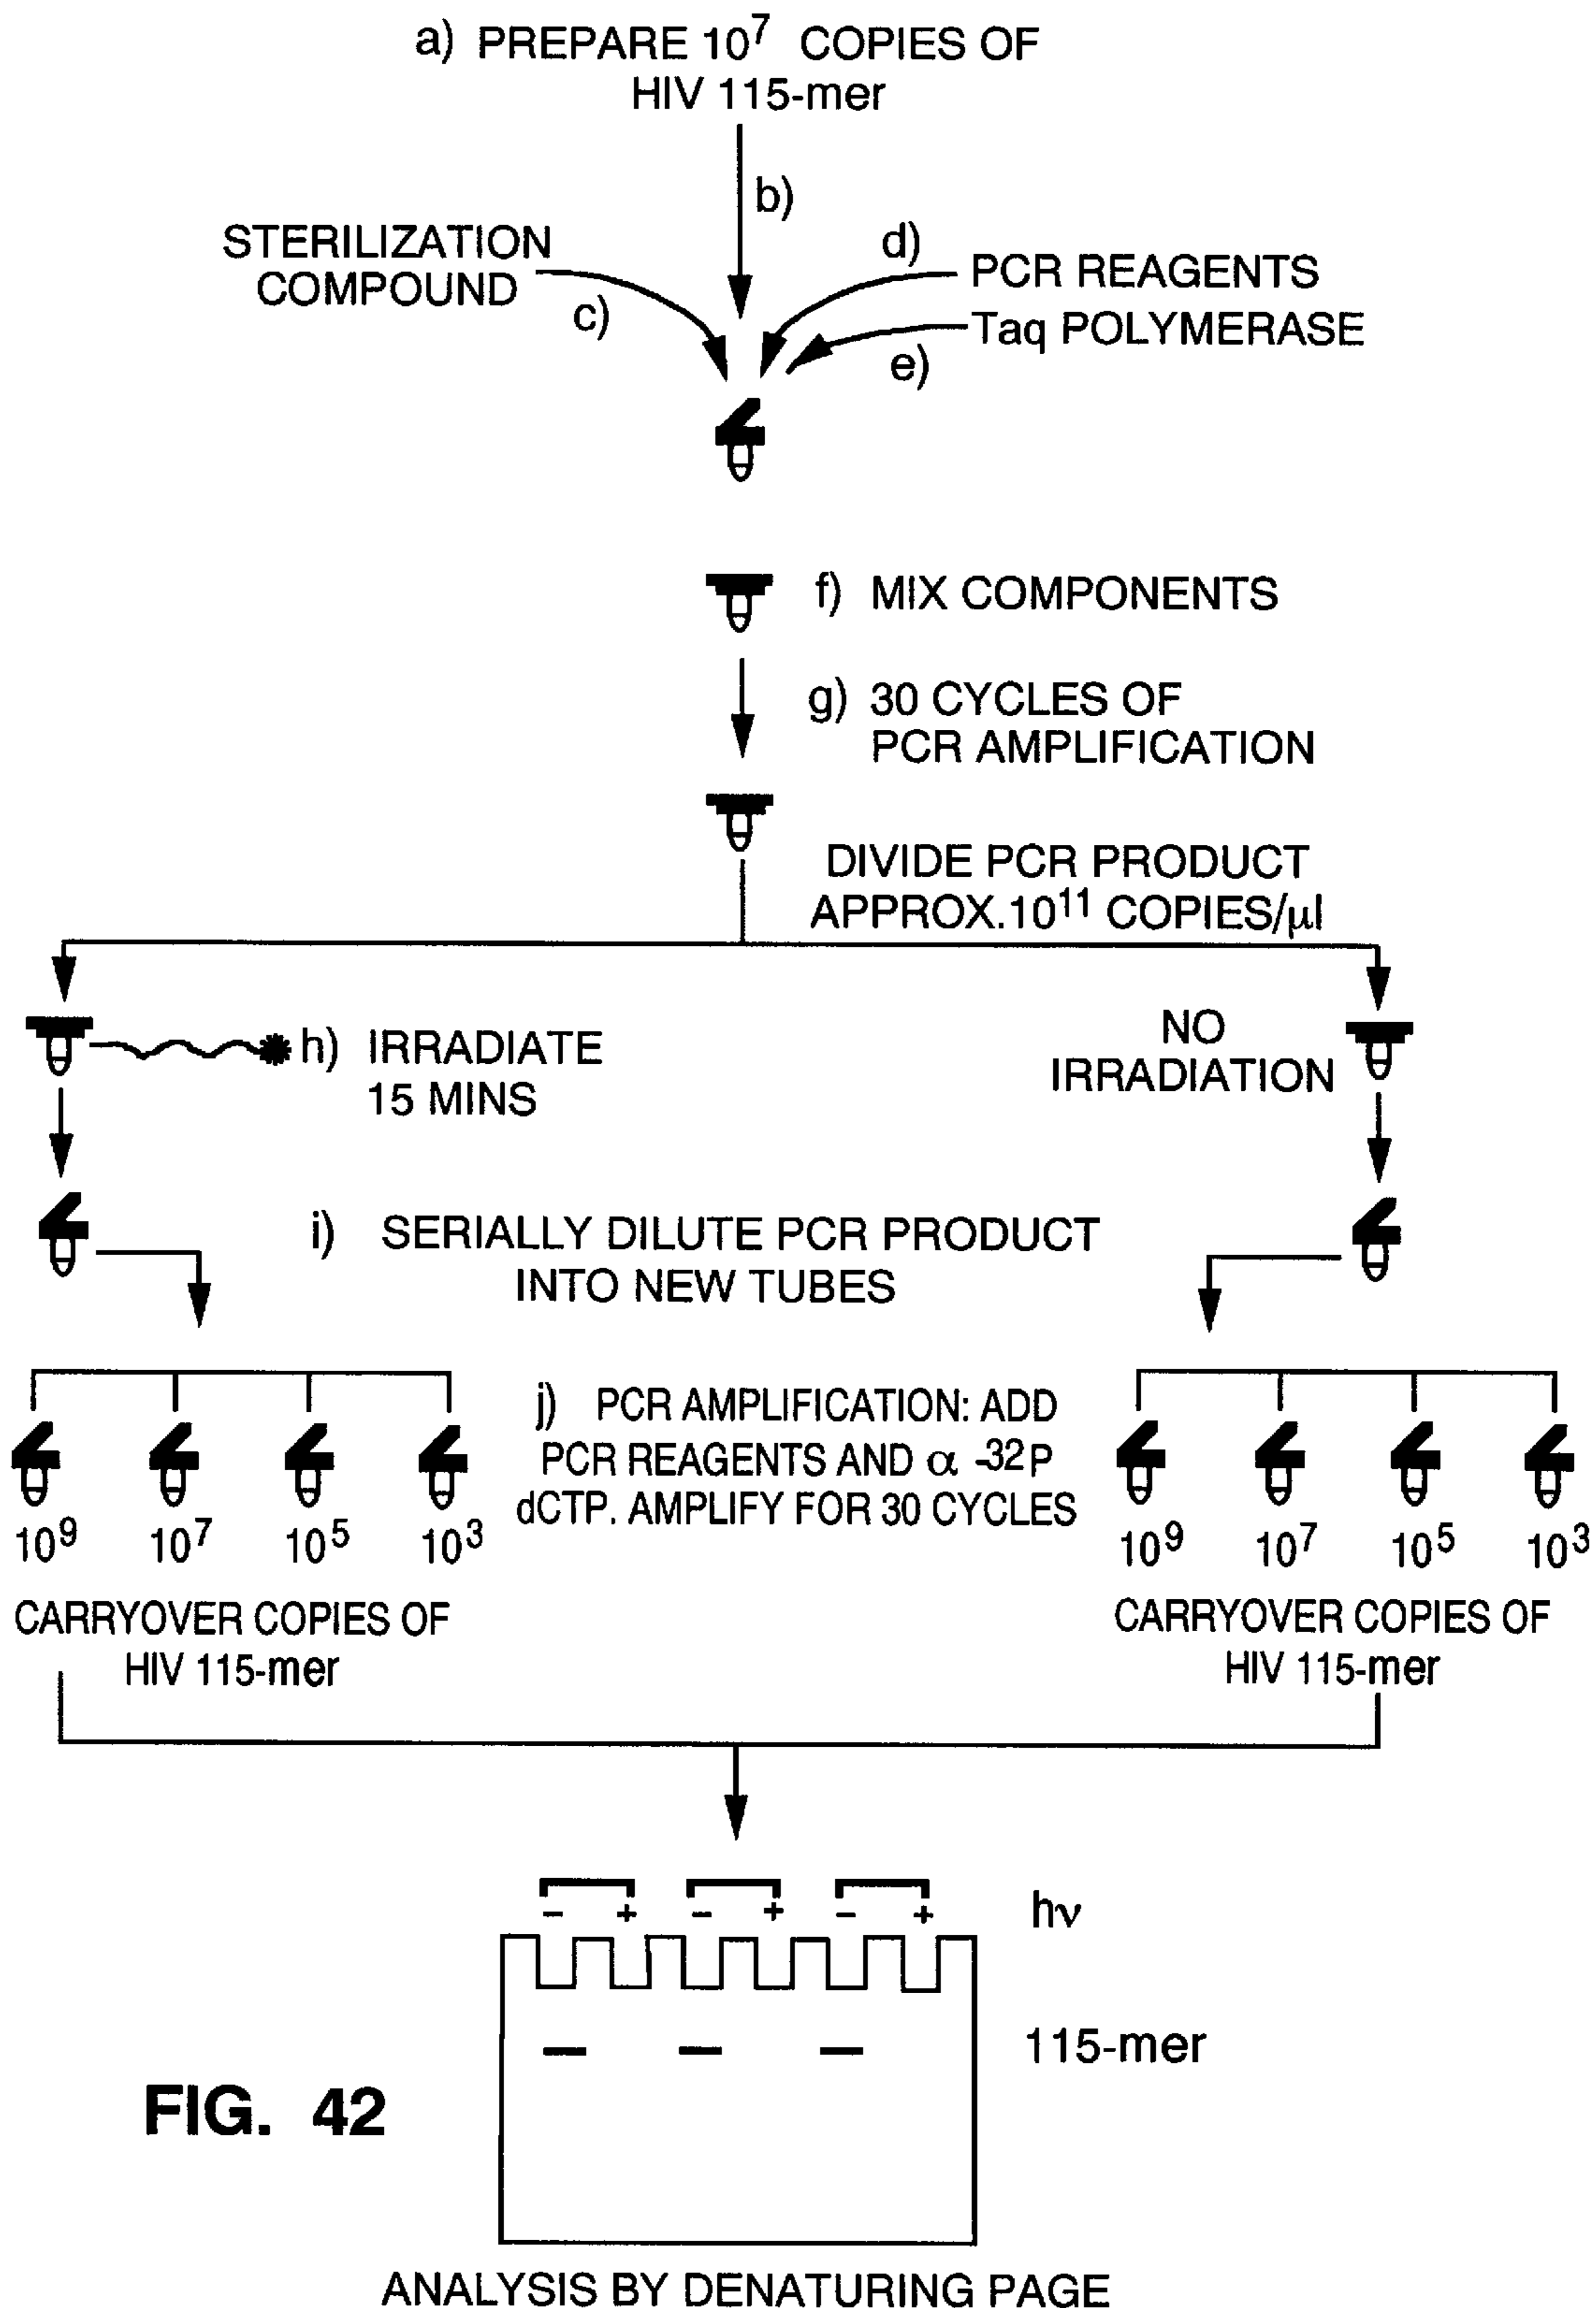 a) PREPARE 10⁷ COPIES OF
HIV 115-mer
b)
STERILIZATION
COMPOUND
c)
d)
PCR REAGENTS
Taq POLYMERASE
e)
f) MIX COMPONENTS
g) 30 CYCLES OF
PCR AMPLIFICATION
DIVIDE PCR PRODUCT
APPROX.10¹¹ COPIES/μl
h) IRRADIATE
15 MINS
NO
IRRADIATION
i) SERIALLY DILUTE PCR PRODUCT
INTO NEW TUBES
j) PCR AMPLIFICATION: ADD
PCR REAGENTS AND α -32P
dCTP. AMPLIFY FOR 30 CYCLES
10⁹ 10⁷ 10⁵ 10³
CARRYOVER COPIES OF
HIV 115-mer
10⁹ 10⁷ 10⁵ 10³
CARRYOVER COPIES OF
HIV 115-mer
– + – + – + hν
115-mer
FIG. 42
ANALYSIS BY DENATURING PAGE